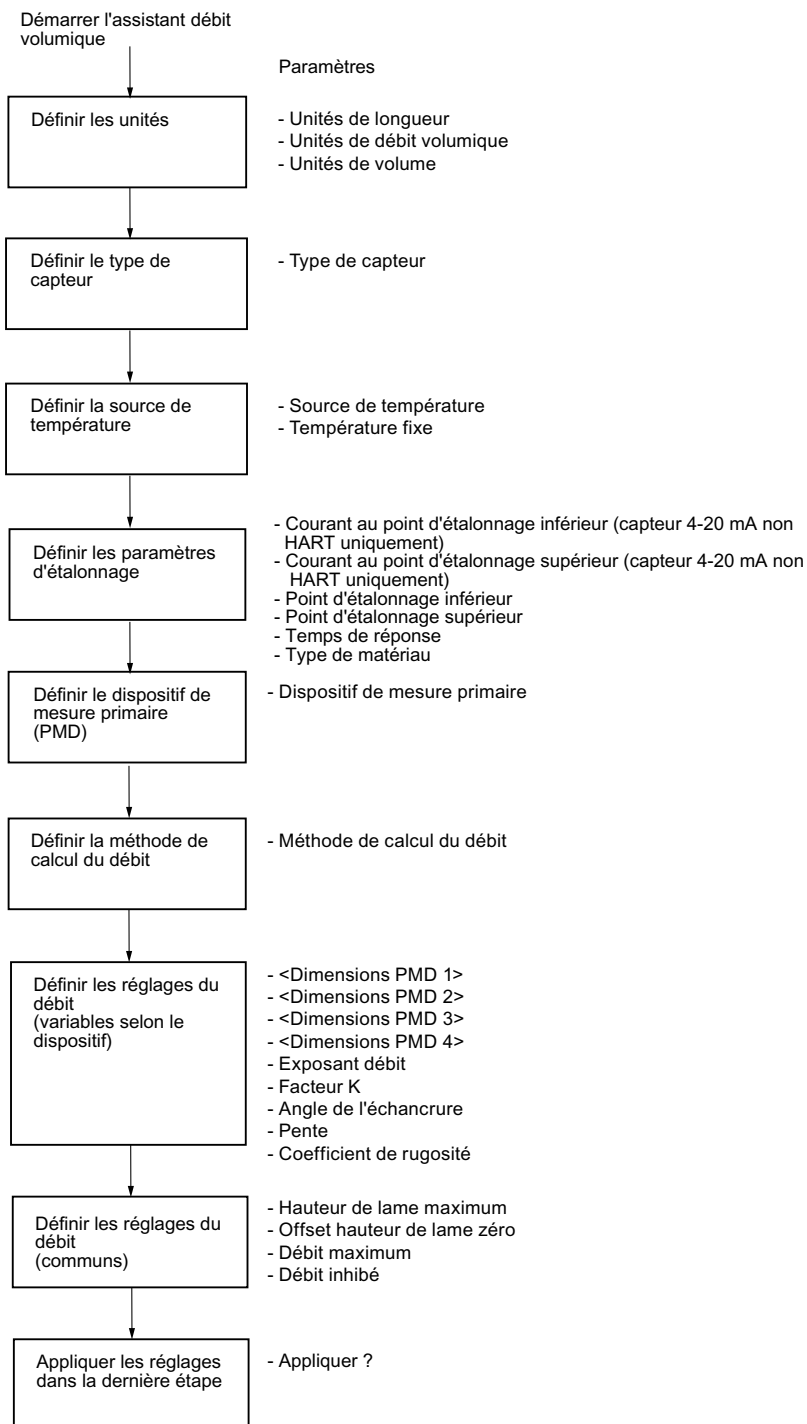 Démarrer l'assistant débit
volumique
Paramètres
Définir les unités
- Unités de longueur
- Unités de débit volumique
- Unités de volume
Définir le type de
capteur
- Type de capteur
Définir la source de
température
- Source de température
- Température fixe
Définir les paramètres
d'étalonnage
- Courant au point d'étalonnage inférieur (capteur 4-20 mA non
HART uniquement)
- Courant au point d'étalonnage supérieur (capteur 4-20 mA non
HART uniquement)
- Point d'étalonnage inférieur
- Point d'étalonnage supérieur
- Temps de réponse
- Type de matériau
Définir le dispositif de
mesure primaire
(PMD)
- Dispositif de mesure primaire
Définir la méthode de
calcul du débit
- Méthode de calcul du débit
Définir les réglages du
débit
(variables selon le
dispositif)
- <Dimensions PMD 1>
- <Dimensions PMD 2>
- <Dimensions PMD 3>
- <Dimensions PMD 4>
- Exposant débit
- Facteur K
- Angle de l'échancrure
- Pente
- Coefficient de rugosité
Définir les réglages du
débit
(communs)
- Hauteur de lame maximum
- Offset hauteur de lame zéro
- Débit maximum
- Débit inhibé
Appliquer les réglages
dans la dernière étape
- Appliquer ?